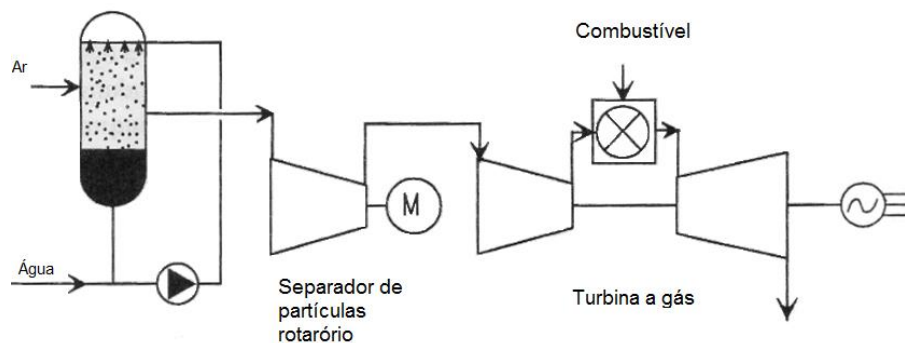 Combustível
Ar
M
Água
Separador de
partículas
rotarório
Turbina a gás